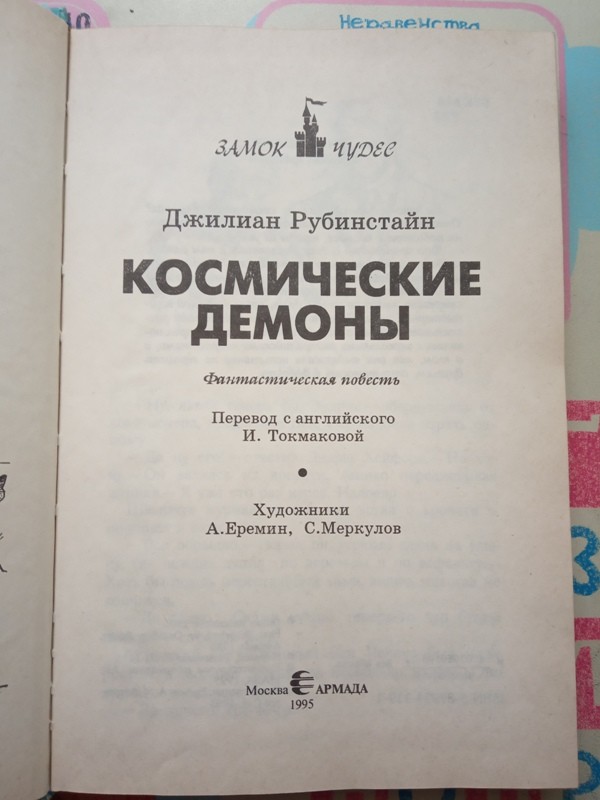 Неравенства
ЗАМОК ЧУДЕС
Джилиан Рубинстайн
КОСМИЧЕСКИЕ
ДЕМОНЫ
Фантастическая повесть
Перевод с английского
И. Токмаковой
Художники
А.Еремин, С.Меркулов
Москва АРМАДА
1995